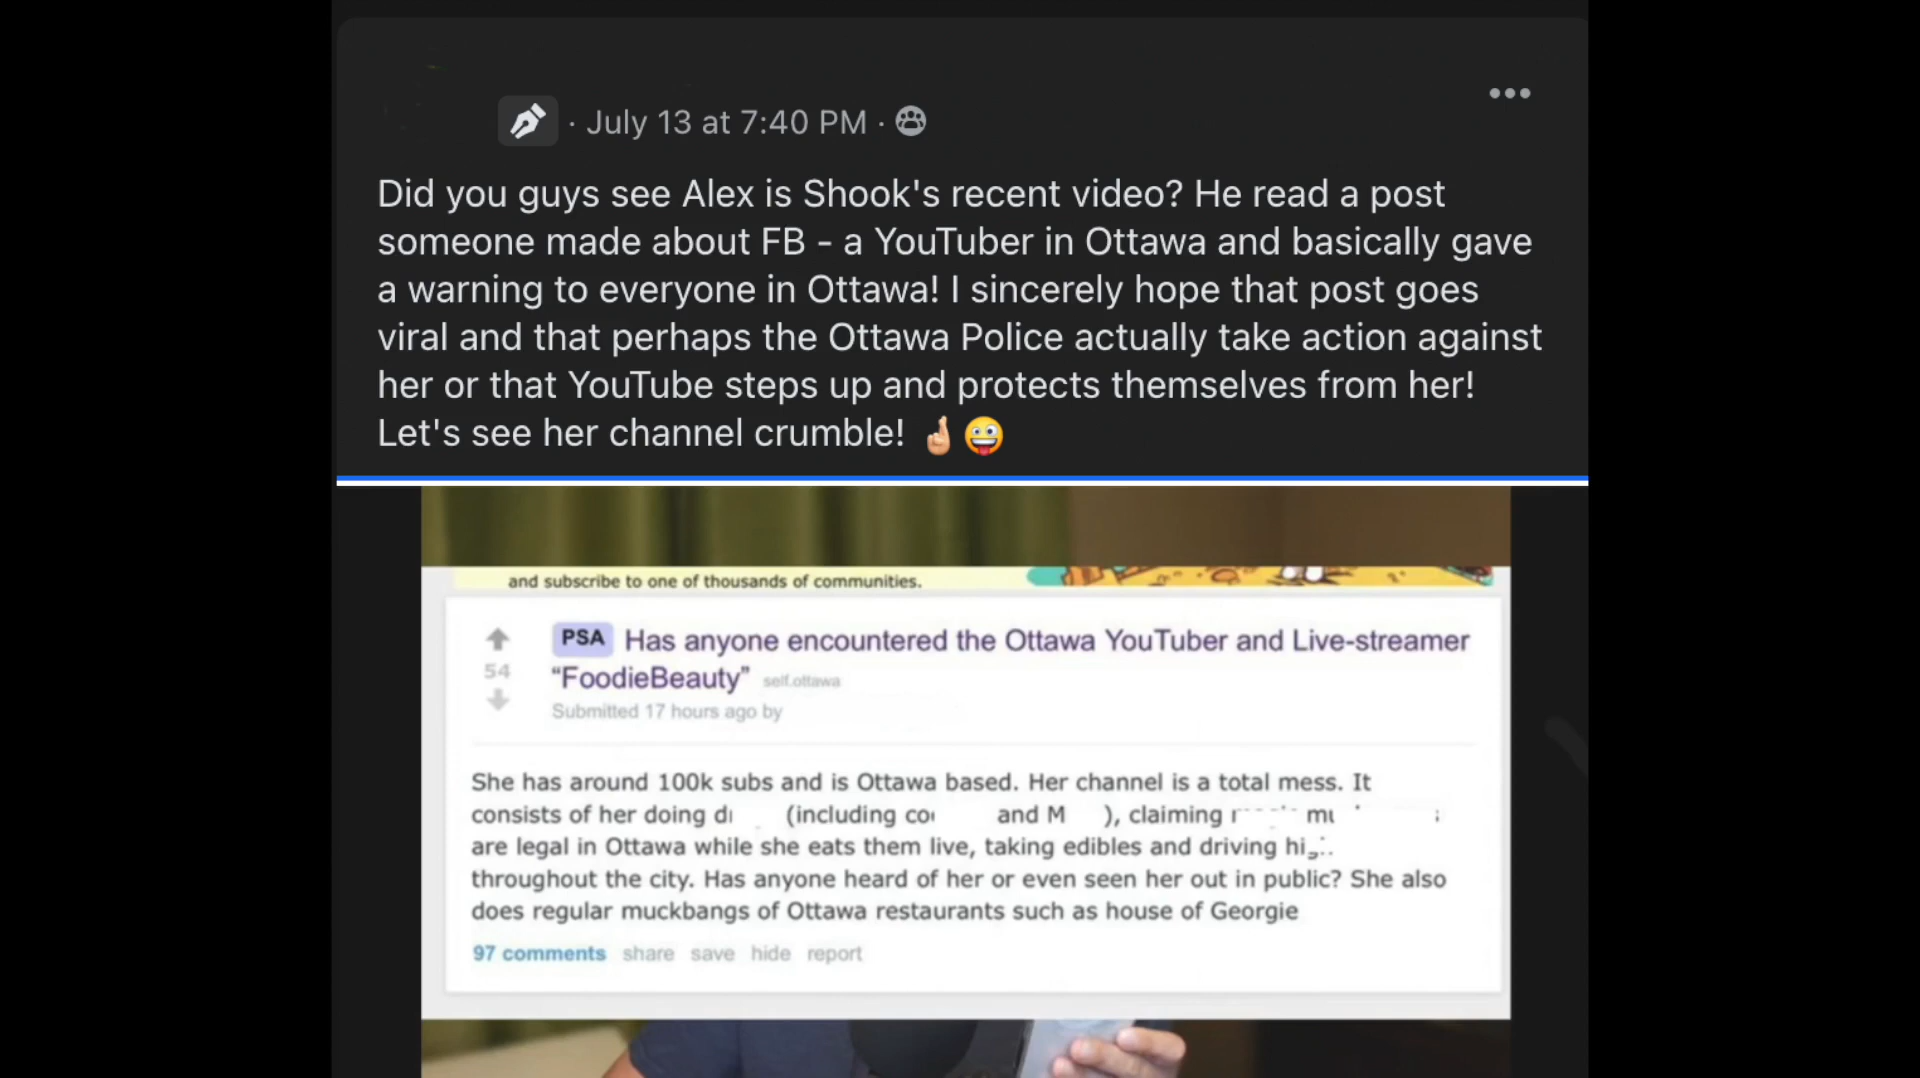 · July 13 at 7:40 PM ·
Did you guys see Alex is Shook's recent video? He read a post
someone made about FB - a YouTuber in Ottawa and basically gave
a warning to everyone in Ottawa! I sincerely hope that post goes
viral and that perhaps the Ottawa Police actually take action against
her or that YouTube steps up and protects themselves from her!
Let's see her channel crumble! 🤞🤪
and subscribe to one of thousands of communities.
PSA Has anyone encountered the Ottawa YouTuber and Live-streamer
54
“FoodieBeauty” self.ottawa
Submitted 17 hours ago by
She has around 100k subs and is Ottawa based. Her channel is a total mess. It
consists of her doing (including and M ), claiming
are legal in Ottawa while she eats them live, taking edibles and driving
throughout the city. Has anyone heard of her or even seen her out in public? She also
does regular muckbangs of Ottawa restaurants such as house of Georgie
97 comments share save hide report